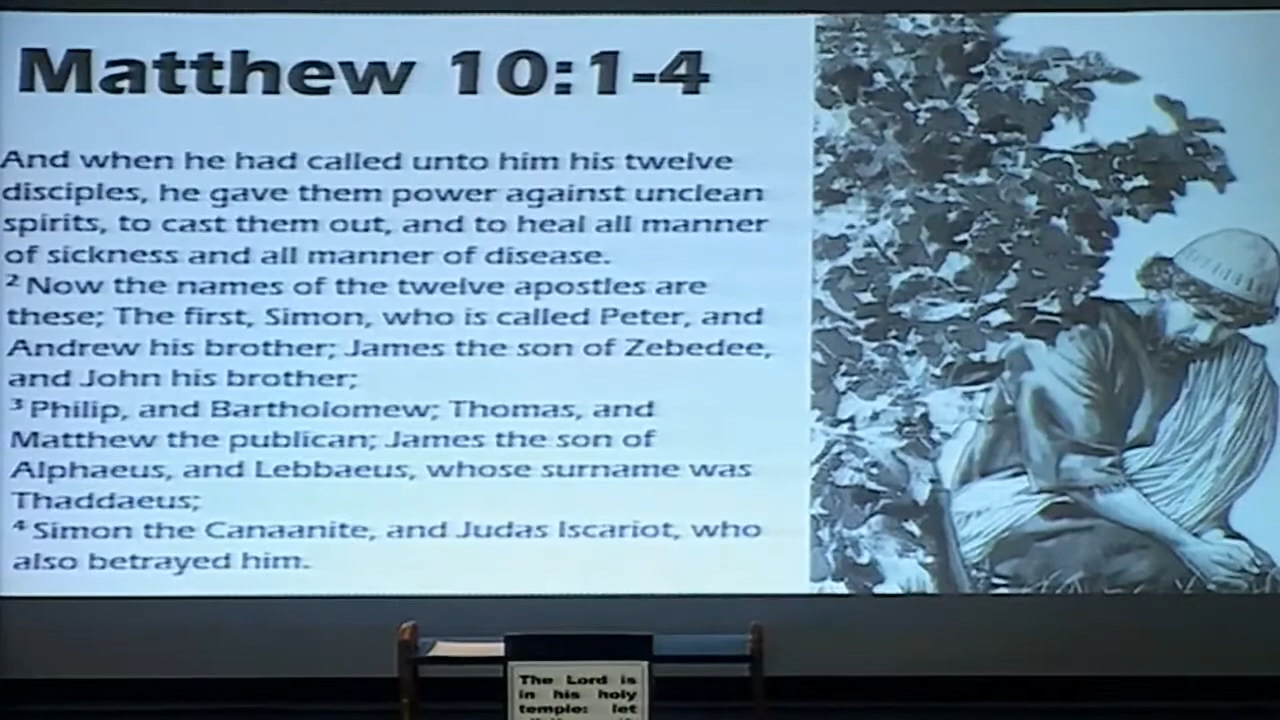 Matthew 10:1-4
And when he had called unto him his twelve
disciples, he gave them power against unclean
spirits, to cast them out, and to heal all manner
of sickness and all manner of disease.
2 Now the names of the twelve apostles are
these; The first, Simon, who is called Peter, and
Andrew his brother; James the son of Zebedee,
and John his brother;
3 Philip, and Bartholomew; Thomas, and
Matthew the publican; James the son of
Alphaeus, and Lebbaeus, whose surname was
Thaddaeus;
4 Simon the Canaanite, and Judas Iscariot, who
also betrayed him.
The Lord is
in his holy
temple: let